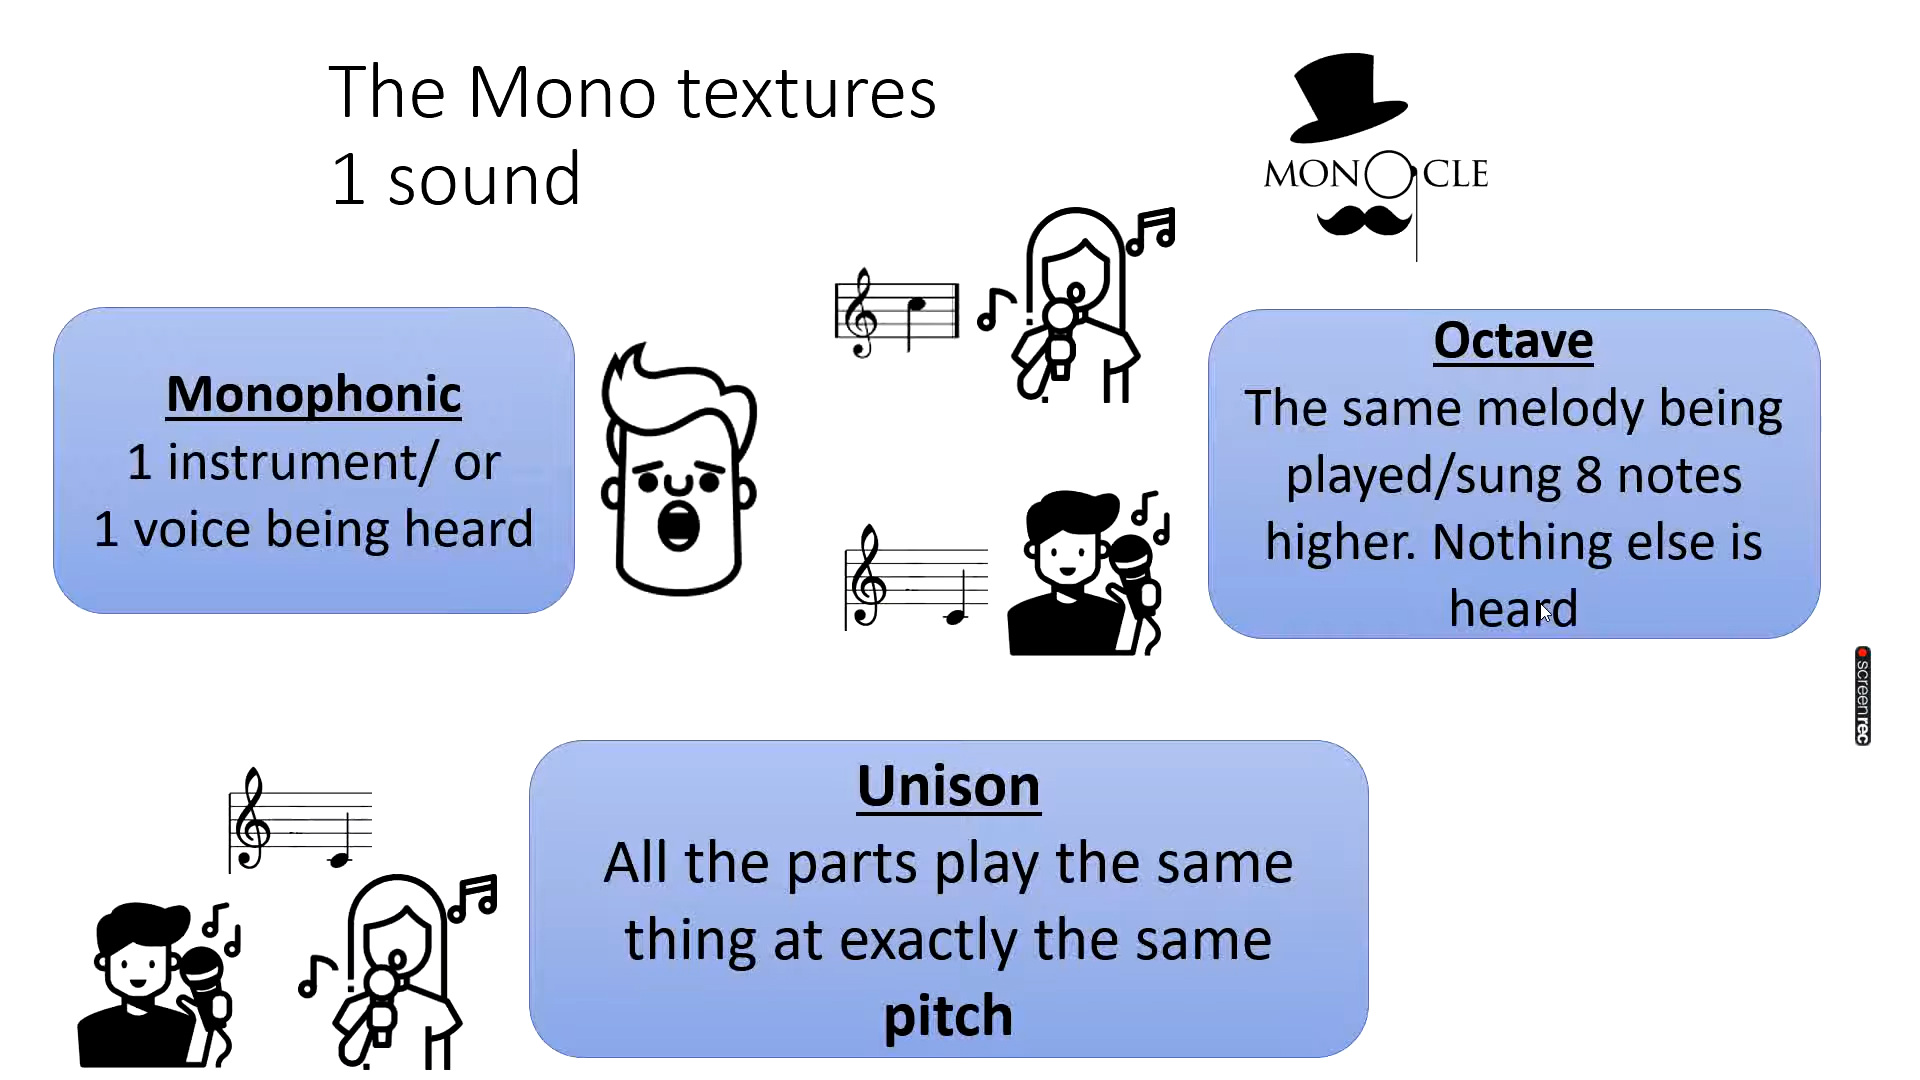 The Mono textures
1 sound
MONOCLE
Monophonic
1 instrument/ or
1 voice being heard
Octave
The same melody being
played/sung 8 notes
higher. Nothing else is
heard
Unison
All the parts play the same
thing at exactly the same
pitch
screenrec